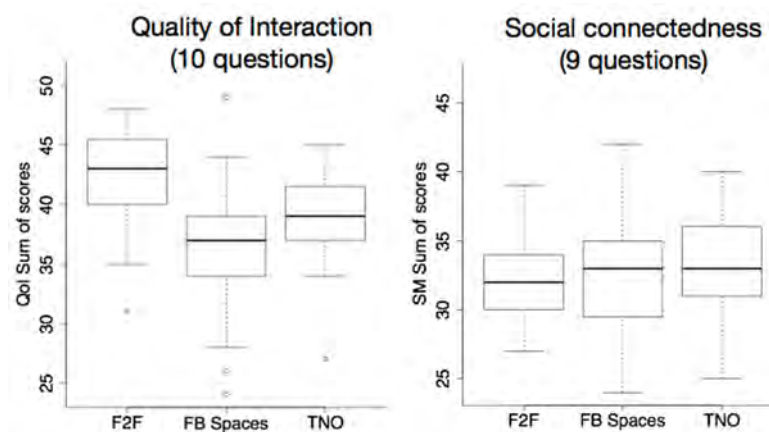 Quality of Interaction
(10 questions)
QoI Sum of scores
50
45
40
35
30
25
F2F
FB Spaces
TNO
Social connectedness
(9 questions)
SM Sum of scores
45
40
35
30
25
F2F
FB Spaces
TNO